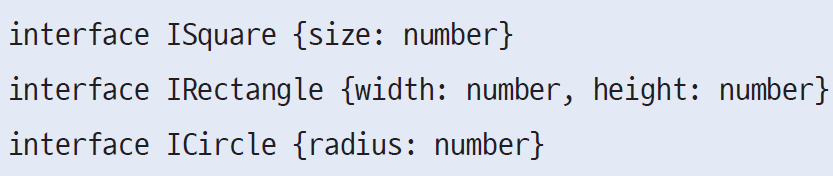 interface ISquare {size: number}
interface IRectangle {width: number, height: number}
interface ICircle {radius: number}